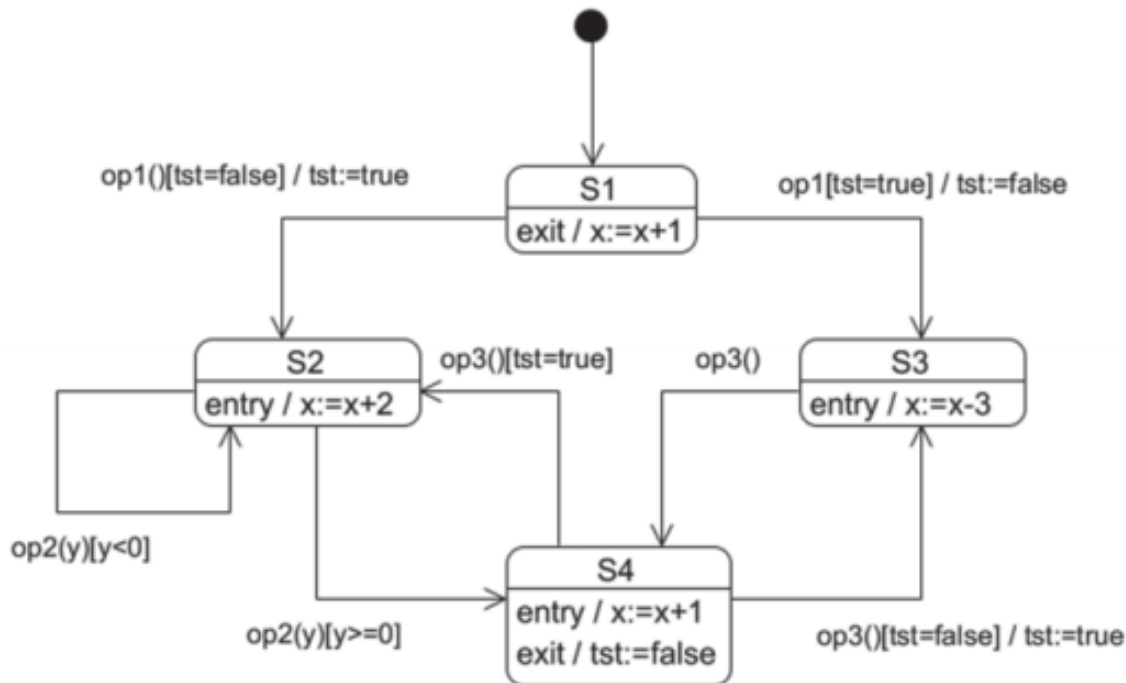 op1()[tst=false] / tst:=true
S1
exit / x:=x+1
op1[tst=true] / tst:=false
S2
entry / x:=x+2
op3()[tst=true]
op3()
S3
entry / x:=x-3
op2(y)[y<0]
op2(y)[y>=0]
S4
entry / x:=x+1
exit / tst:=false
op3()[tst=false] / tst:=true